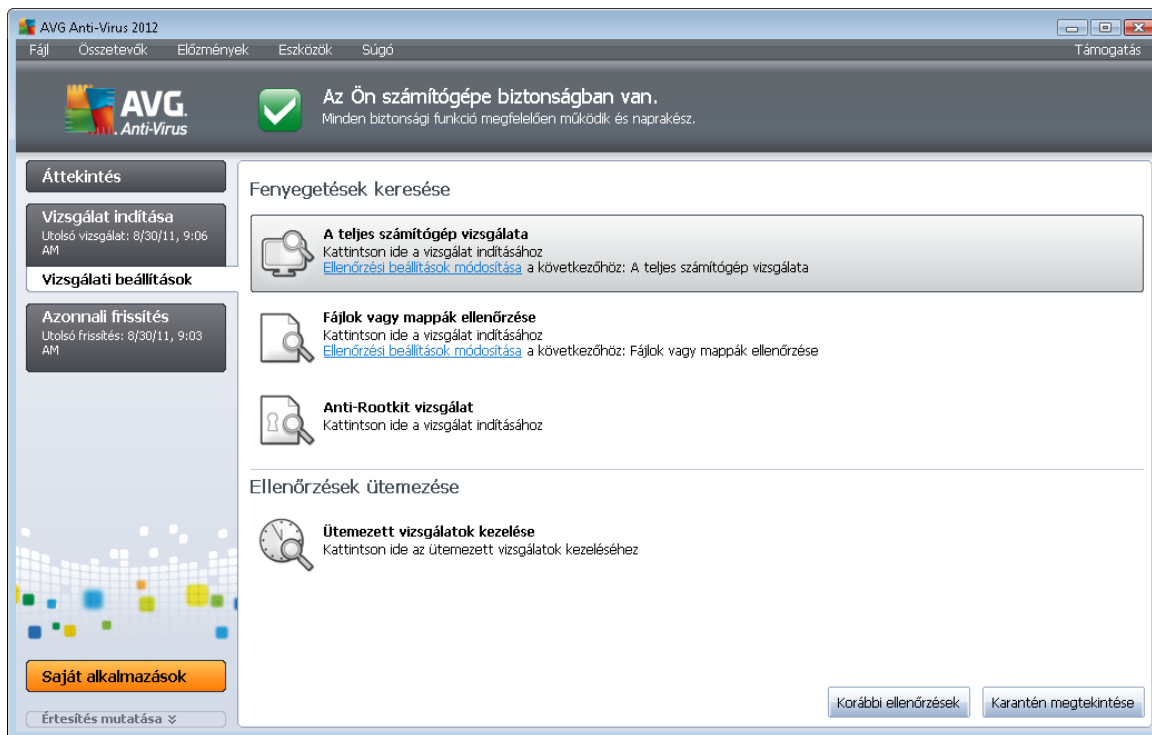 AVG Anti-Virus 2012
Fájl Összetevők Előzmények Eszközök Súgó Támogatás
AVG.
Anti-Virus
Az Ön számítógépe biztonságban van.
Minden biztonsági funkció megfelelően működik és naprakész.
Áttekintés
Vizsgálat indítása
Utolsó vizsgálat: 8/30/11, 9:06
AM
Vizsgálati beállítások
Azonnali frissítés
Utolsó frissítés: 8/30/11, 9:03
AM
Saját alkalmazások
Értesítés mutatása
Fenyegetések keresése
A teljes számítógép vizsgálata
Kattintson ide a vizsgálat indításához
Ellenőrzési beállítások módosítása a következőhöz: A teljes számítógép vizsgálata
Fájlok vagy mappák ellenőrzése
Kattintson ide a vizsgálat indításához
Ellenőrzési beállítások módosítása a következőhöz: Fájlok vagy mappák ellenőrzése
Anti-Rootkit vizsgálat
Kattintson ide a vizsgálat indításához
Ellenőrzések ütemezése
Ütemezett vizsgálatok kezelése
Kattintson ide az ütemezett vizsgálatok kezeléséhez
Korábbi ellenőrzések
Karantén megtekintése